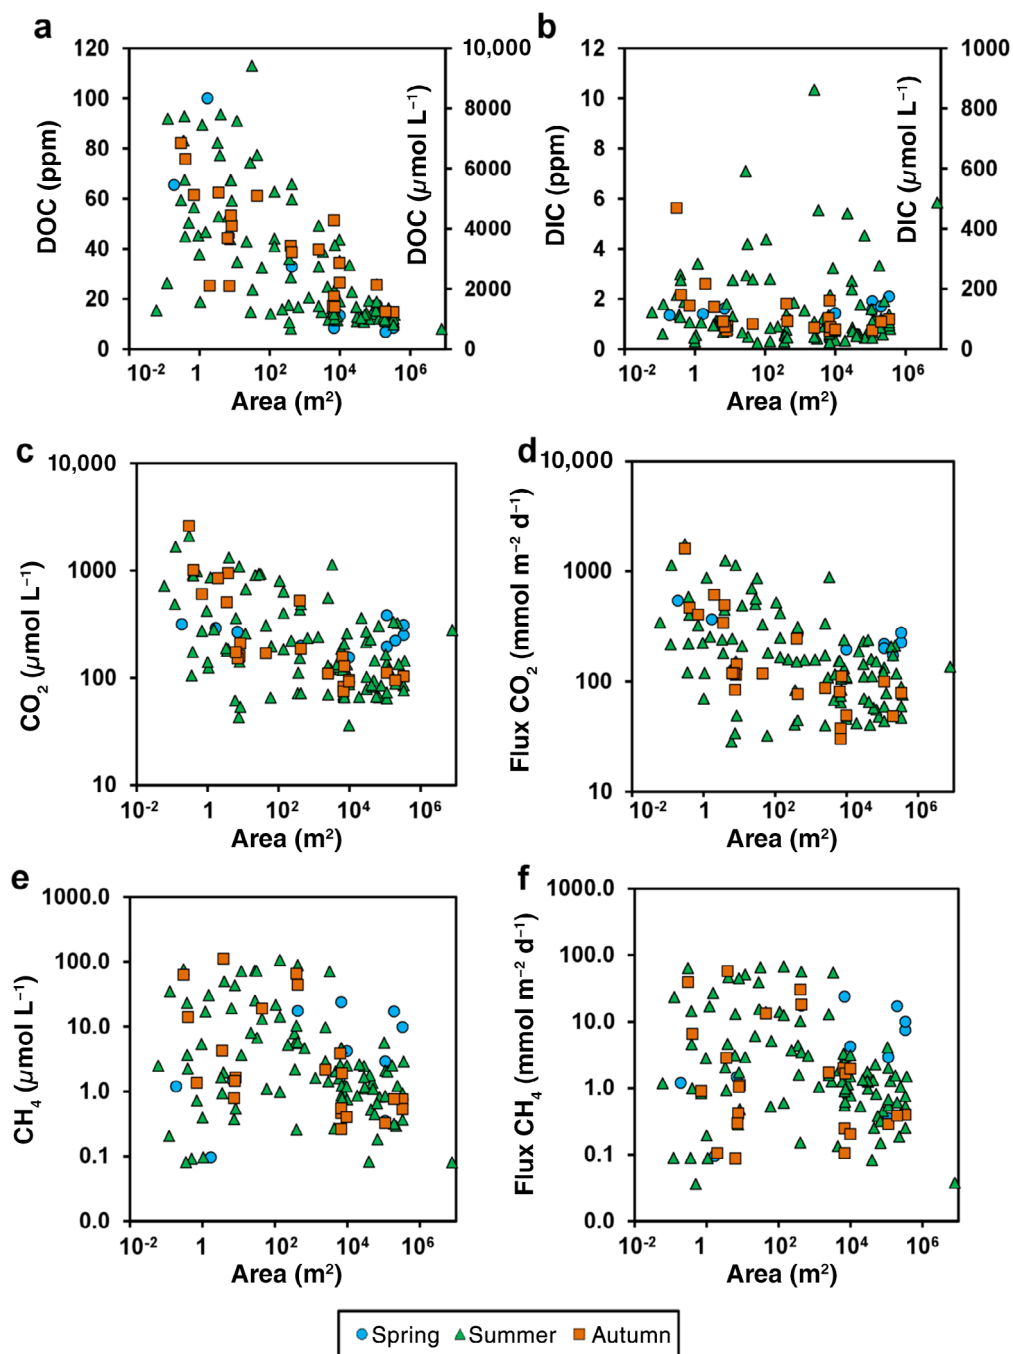 a
120
100
80
60
40
20
0
DOC (ppm)
10,000
8000
6000
4000
2000
0
DOC (µmol L⁻¹)
10⁻² 1 10² 10⁴ 10⁶
Area (m²)
b
12
10
8
6
4
2
0
DIC (ppm)
1000
800
600
400
200
0
DIC (µmol L⁻¹)
10⁻² 1 10² 10⁴ 10⁶
Area (m²)
c
10,000
1000
100
10
CO₂ (µmol L⁻¹)
10⁻² 1 10² 10⁴ 10⁶
Area (m²)
d
10,000
1000
100
10
Flux CO₂ (mmol m⁻² d⁻¹)
10⁻² 1 10² 10⁴ 10⁶
Area (m²)
e
1000.0
100.0
10.0
1.0
0.1
0.0
CH₄ (µmol L⁻¹)
10⁻² 1 10² 10⁴ 10⁶
Area (m²)
f
1000.0
100.0
10.0
1.0
0.1
0.0
Flux CH₄ (mmol m⁻² d⁻¹)
10⁻² 1 10² 10⁴ 10⁶
Area (m²)
Spring Summer Autumn